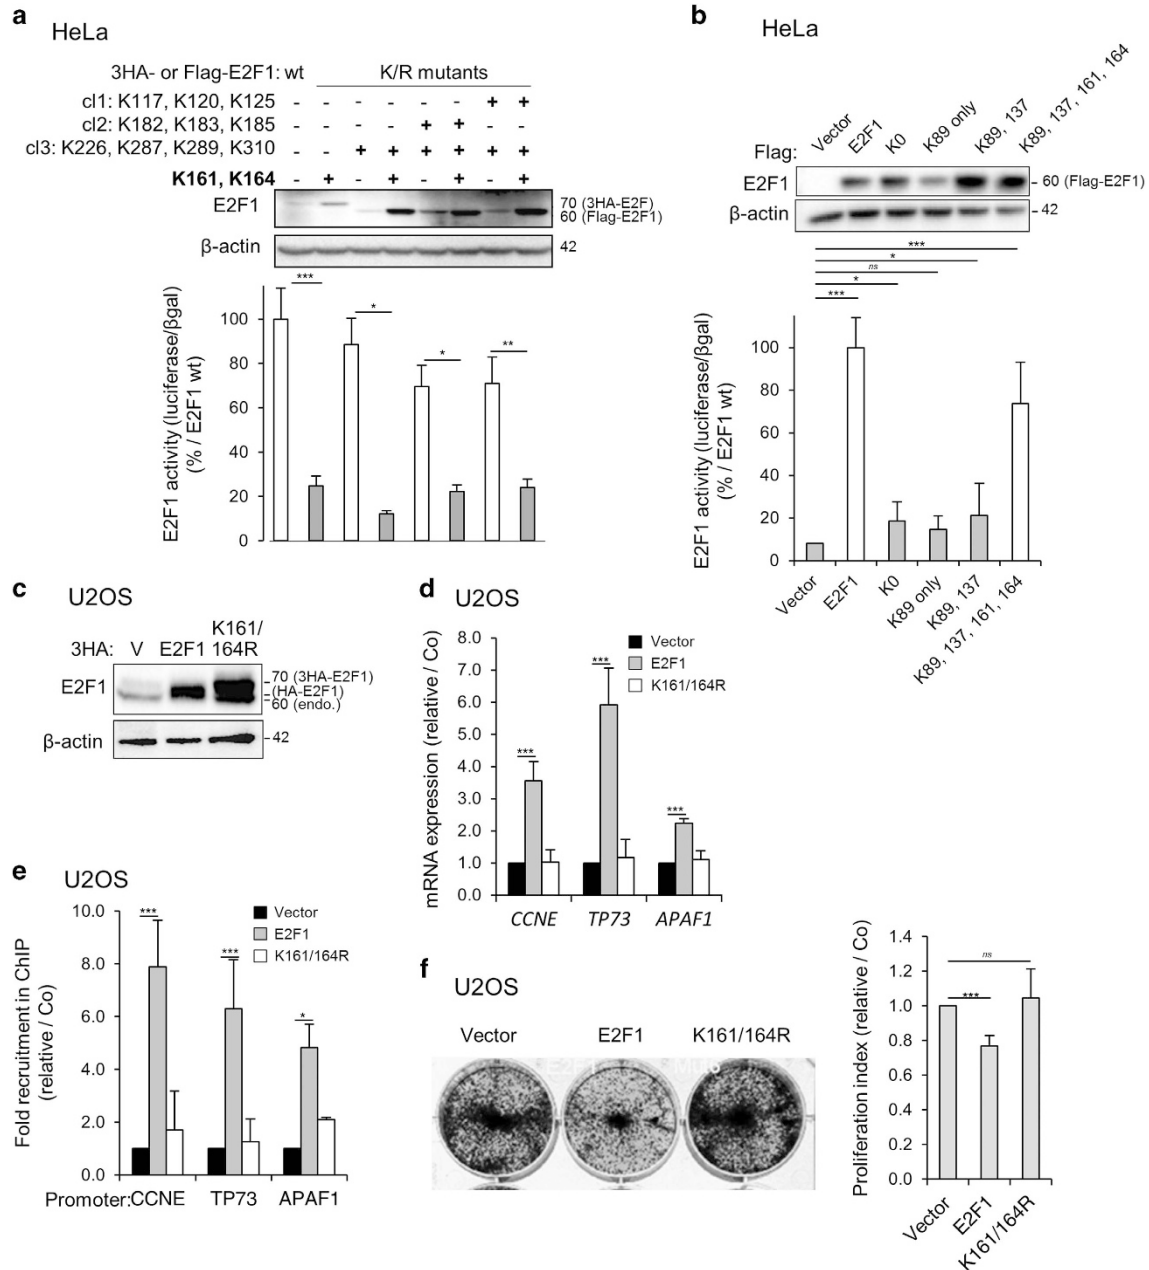 a
HeLa
3HA- or Flag-E2F1: wt K/R mutants
cl1: K117, K120, K125 - - - - - - + +
cl2: K182, K183, K185 - - - - + + - -
cl3: K226, K287, K289, K310 - - + + + + + +
K161, K164 - + - + - + - +
E2F1 70 (3HA-E2F)
60 (Flag-E2F1)
β-actin 42
E2F1 activity (luciferase/βgal)
(% / E2F1 wt)
100
80
60
40
20
0
*** * * **
b
HeLa
Flag: Vector E2F1 K0 K89 only K89, 137 K89, 137, 161, 164
E2F1 60 (Flag-E2F1)
β-actin 42
***
*
ns
*
***
E2F1 activity (luciferase/βgal)
(% / E2F1 wt)
100
80
60
40
20
0
Vector E2F1 K0 K89 only K89, 137 K89, 137, 161, 164
c
U2OS
K161/
3HA: V E2F1 164R
E2F1 70 (3HA-E2F1)
(HA-E2F1)
60 (endo.)
β-actin 42
d
U2OS
Vector
E2F1
K161/164R
mRNA expression (relative / Co)
8.0
7.0
6.0
5.0
4.0
3.0
2.0
1.0
0.0
*** *** ***
CCNE TP73 APAF1
e
U2OS
Vector
E2F1
K161/164R
Fold recruitment in ChIP
(relative / Co)
10.0
8.0
6.0
4.0
2.0
0.0
*** *** *
Promoter:CCNE TP73 APAF1
f
U2OS
Vector E2F1 K161/164R
Proliferation index (relative / Co)
1.4
1.2
1.0
0.8
0.6
0.4
0.2
0.0
ns
***
Vector E2F1 K161/164R